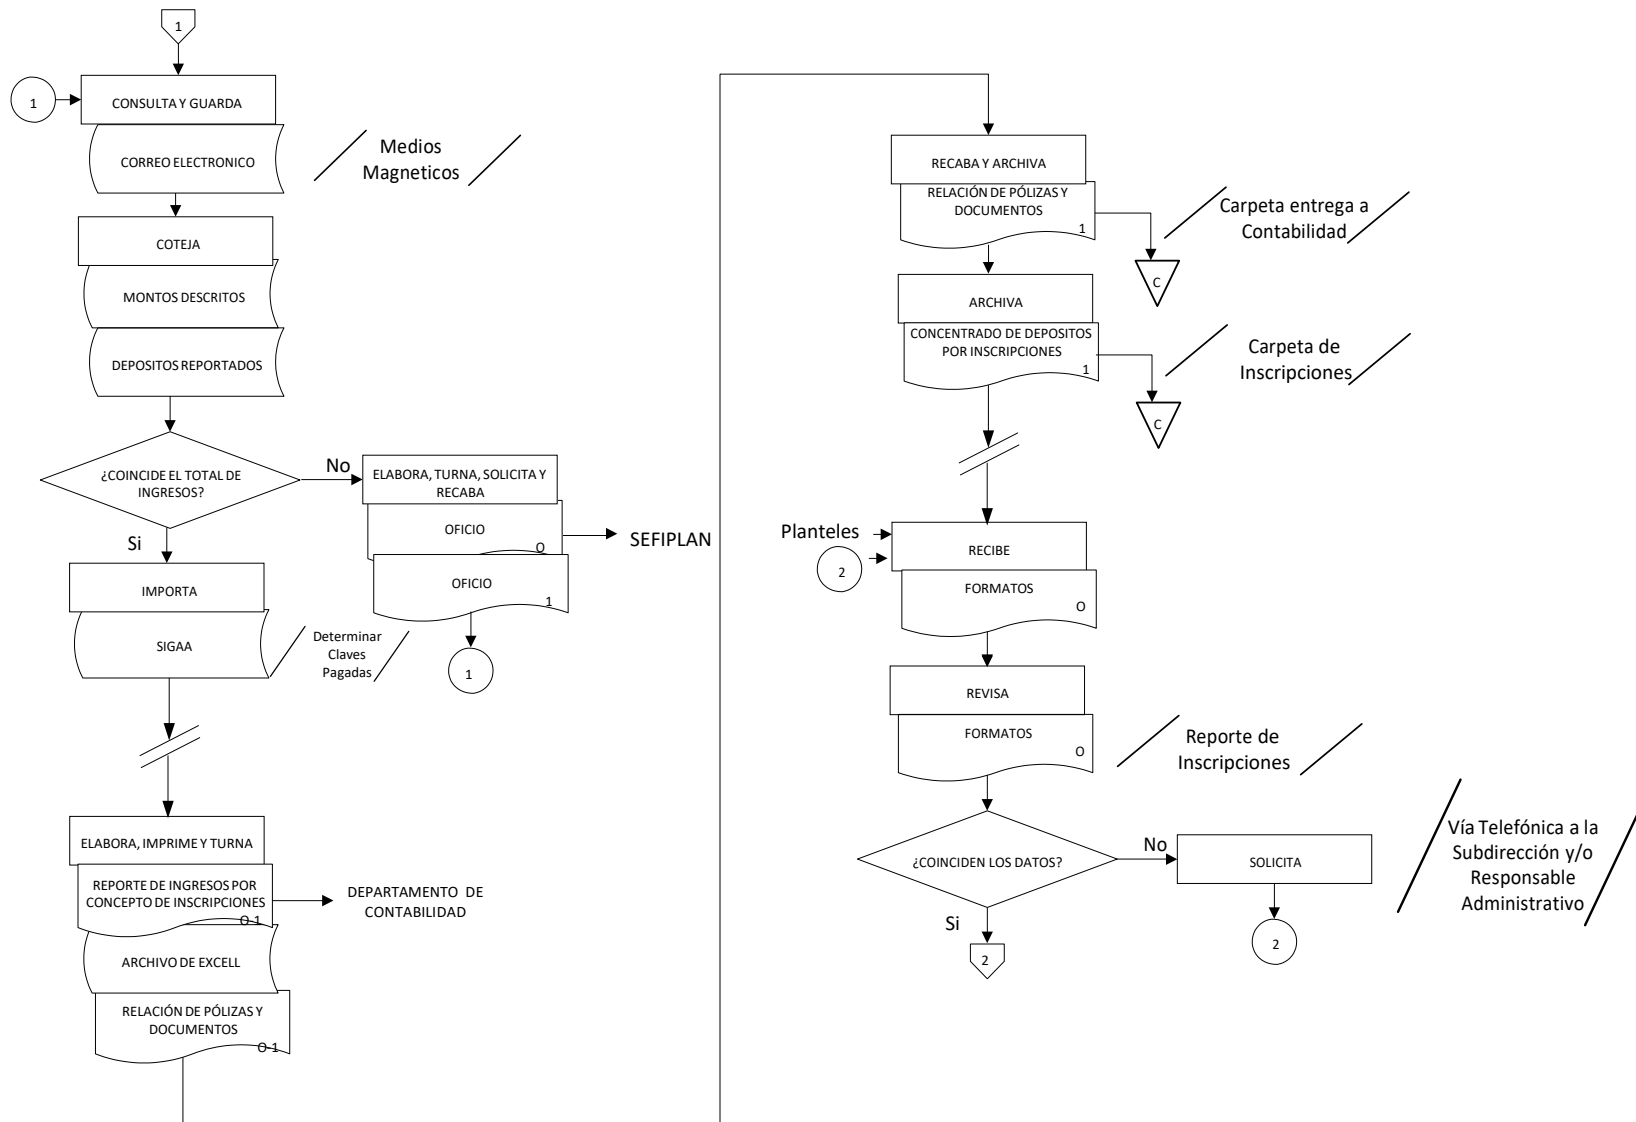 1
1
CONSULTA Y GUARDA
CORREO ELECTRONICO
Medios
Magneticos
COTEJA
MONTOS DESCRITOS
DEPOSITOS REPORTADOS
¿COINCIDE EL TOTAL DE
INGRESOS?
No
ELABORA, TURNA, SOLICITA Y
RECABA
OFICIO
O
SEFIPLAN
OFICIO
1
1
Si
IMPORTA
SIGAA
Determinar
Claves
Pagadas
ELABORA, IMPRIME Y TURNA
REPORTE DE INGRESOS POR
CONCEPTO DE INSCRIPCIONES
O-1
DEPARTAMENTO DE
CONTABILIDAD
ARCHIVO DE EXCELL
RELACIÓN DE PÓLIZAS Y
DOCUMENTOS
O-1
RECABA Y ARCHIVA
RELACIÓN DE PÓLIZAS Y
DOCUMENTOS
1
Carpeta entrega a
Contabilidad
C
ARCHIVA
CONCENTRADO DE DEPOSITOS
POR INSCRIPCIONES
1
Carpeta de
Inscripciones
C
Planteles
2
RECIBE
FORMATOS
O
REVISA
FORMATOS
O
Reporte de
Inscripciones
¿COINCIDEN LOS DATOS?
No
SOLICITA
Vía Telefónica a la
Subdirección y/o
Responsable
Administrativo
2
Si
2